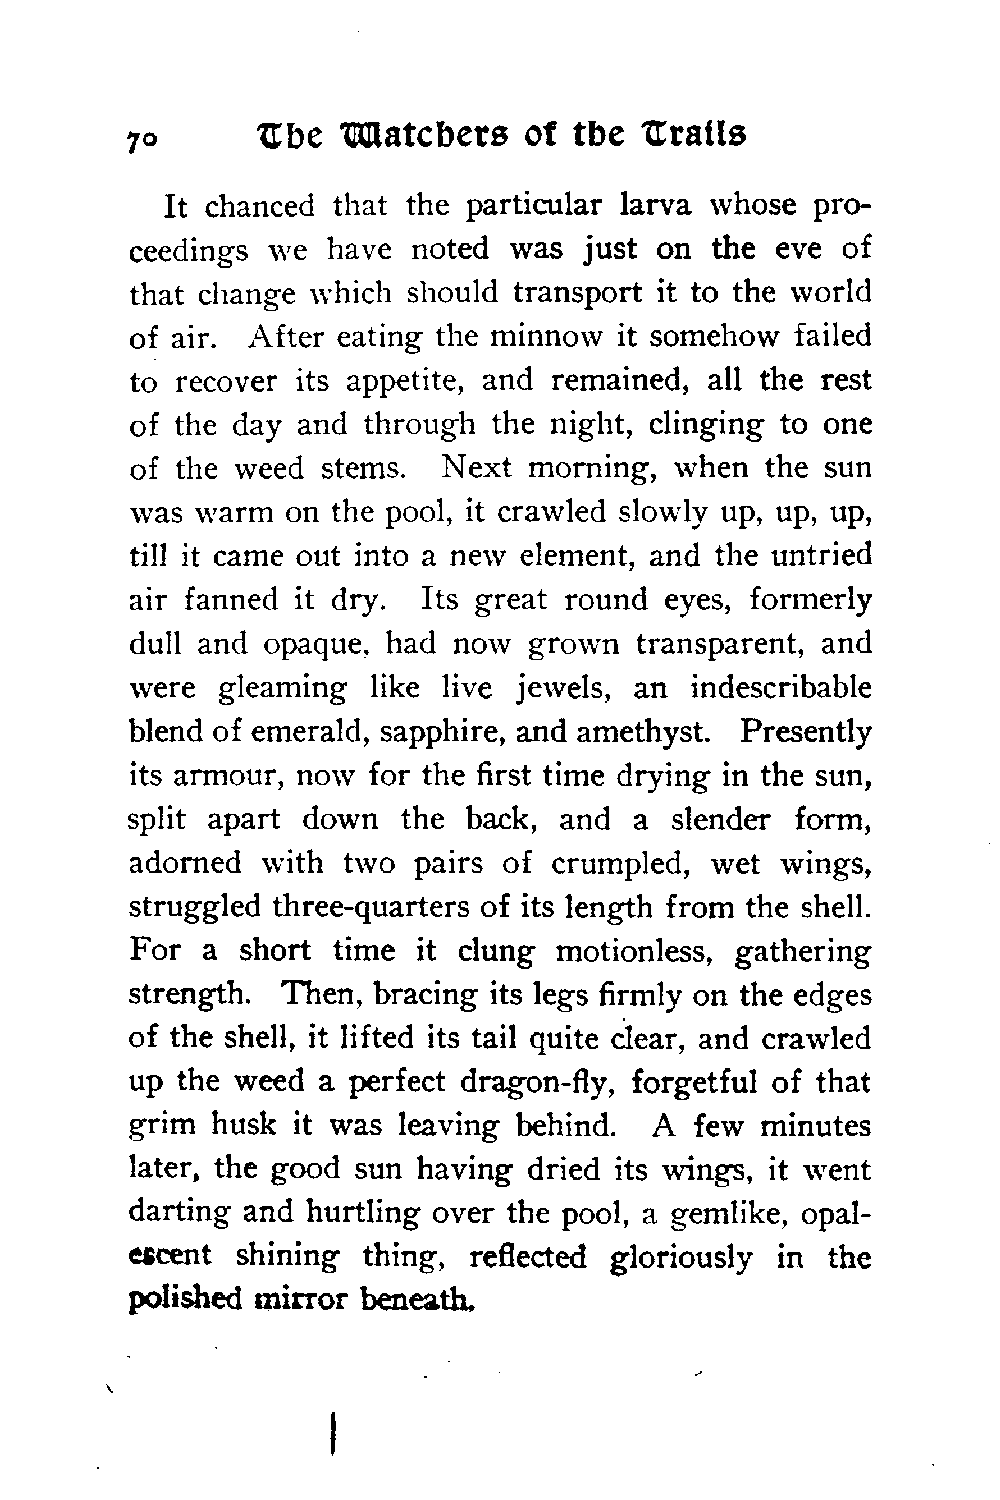 70 The Watchers of the Trails
It chanced that the particular larva whose pro-
ceedings we have noted was just on the eve of
that change which should transport it to the world
of air. After eating the minnow it somehow failed
to recover its appetite, and remained, all the rest
of the day and through the night, clinging to one
of the weed stems. Next morning, when the sun
was warm on the pool, it crawled slowly up, up, up,
till it came out into a new element, and the untried
air fanned it dry. Its great round eyes, formerly
dull and opaque, had now grown transparent, and
were gleaming like live jewels, an indescribable
blend of emerald, sapphire, and amethyst. Presently
its armour, now for the first time drying in the sun,
split apart down the back, and a slender form,
adorned with two pairs of crumpled, wet wings,
struggled three-quarters of its length from the shell.
For a short time it clung motionless, gathering
strength. Then, bracing its legs firmly on the edges
of the shell, it lifted its tail quite clear, and crawled
up the weed a perfect dragon-fly, forgetful of that
grim husk it was leaving behind. A few minutes
later, the good sun having dried its wings, it went
darting and hurtling over the pool, a gemlike, opal-
escent shining thing, reflected gloriously in the
polished mirror beneath.